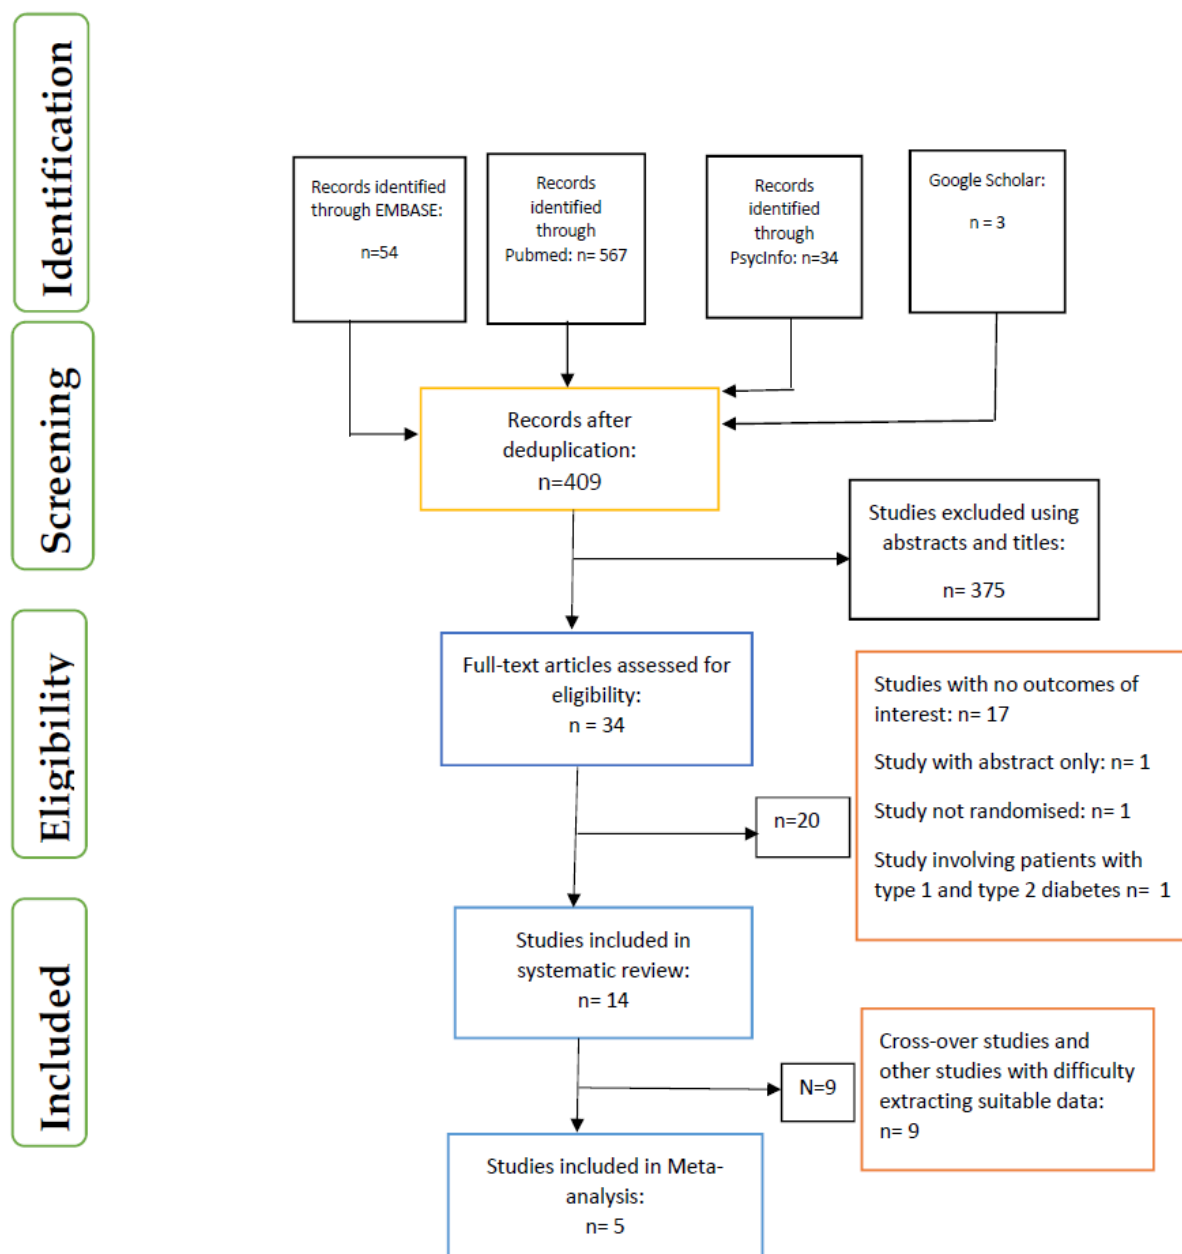 Identification
Records identified
through EMBASE:
n=54
Records
identified
through
Pubmed: n= 567
Records
identified
through
PsycInfo: n=34
Google Scholar:
n = 3
Screening
Records after
deduplication:
n=409
Studies excluded using
abstracts and titles:
n= 375
Eligibility
Full-text articles assessed for
eligibility:
n = 34
n=20
Studies with no outcomes of
interest: n= 17
Study with abstract only: n= 1
Study not randomised: n= 1
Study involving patients with
type 1 and type 2 diabetes n=  1
Included
Studies included in
systematic review:
n= 14
N=9
Cross-over studies and
other studies with difficulty
extracting suitable data:
n= 9
Studies included in Meta-
analysis:
n= 5